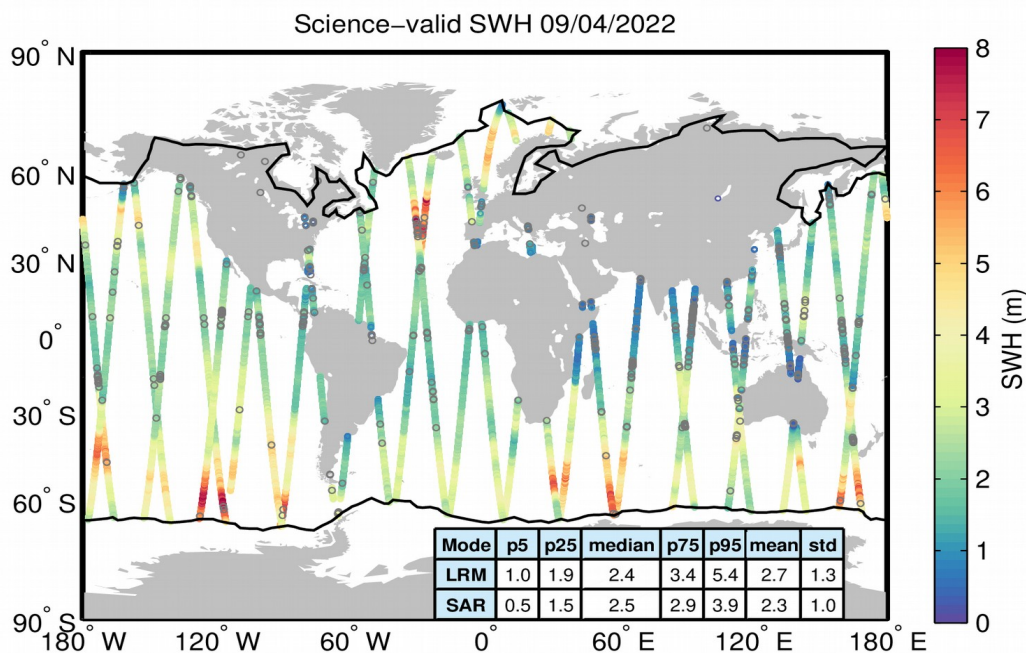 Science−valid SWH 09/04/2022
90° N
60° N
30° N
0°
30° S
60° S
90° S
180° W
120° W
60° W
0°
60° E
120° E
180° E
8
7
6
5
4
3
2
1
0
SWH (m)
Mode p5 p25 median p75 p95 mean std
LRM 1.0 1.9 2.4 3.4 5.4 2.7 1.3
SAR 0.5 1.5 2.5 2.9 3.9 2.3 1.0